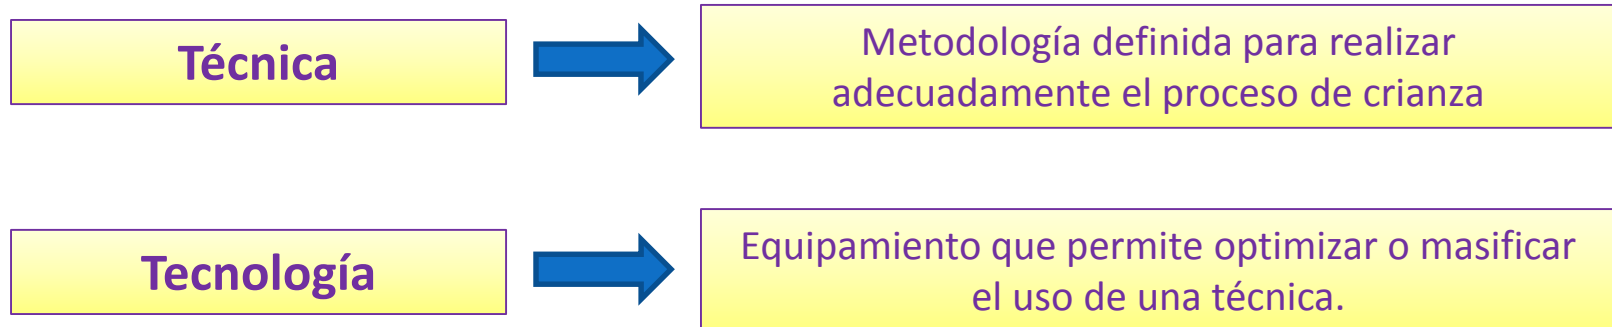 Técnica
Metodología definida para realizar
adecuadamente el proceso de crianza
Tecnología
Equipamiento que permite optimizar o masificar
el uso de una técnica.